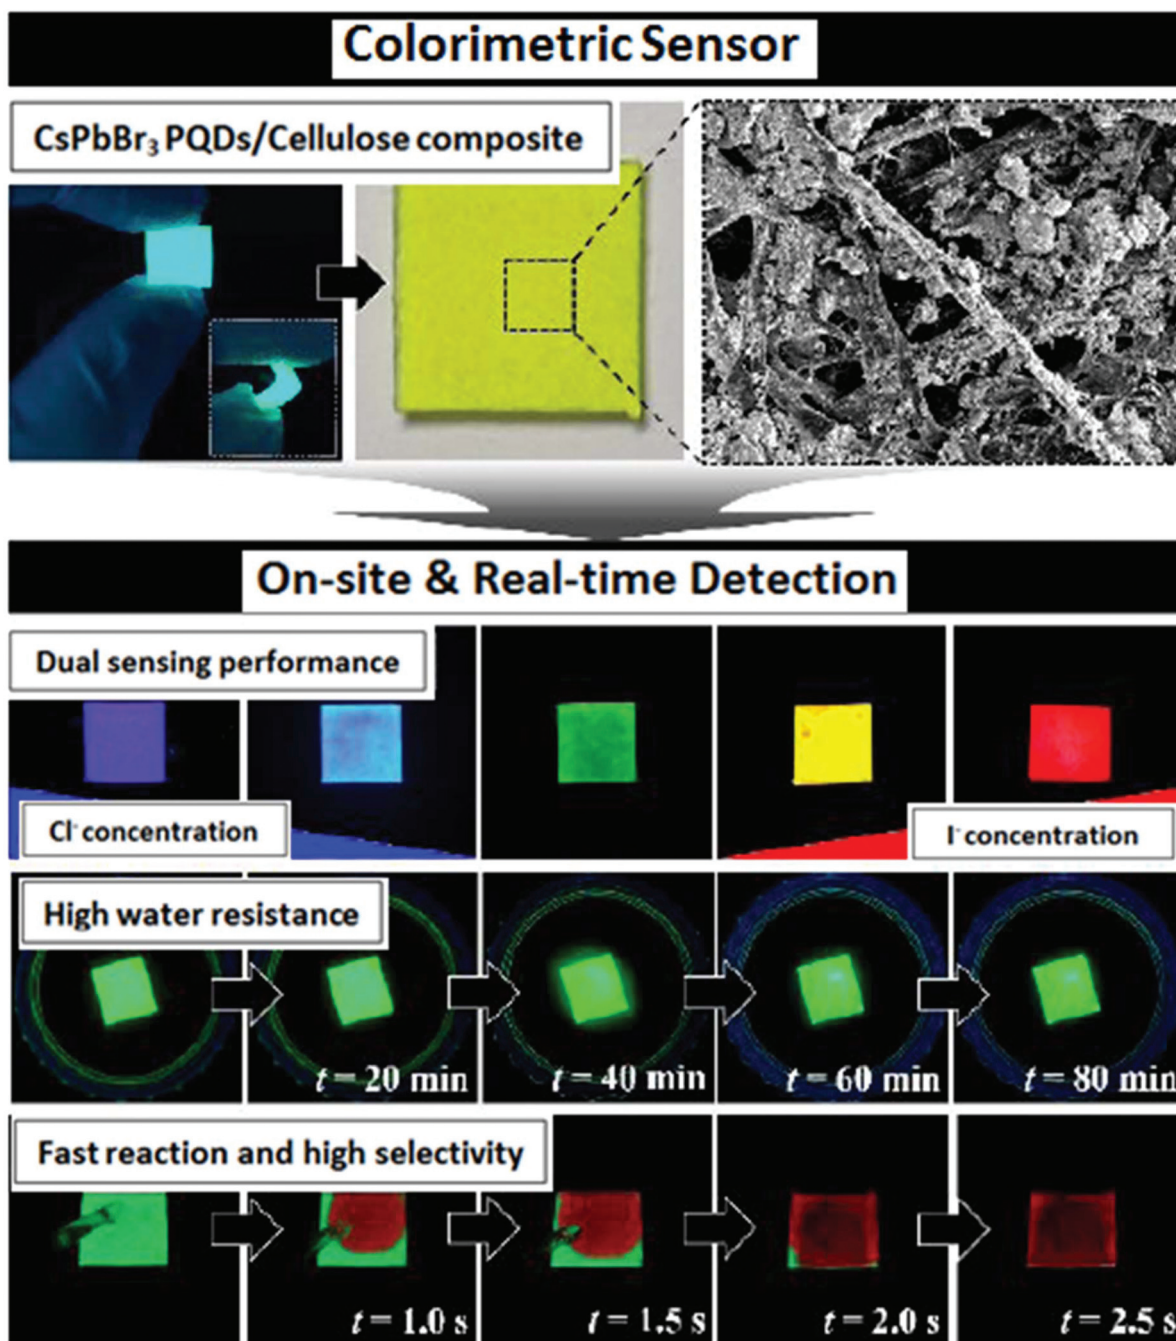 Colorimetric Sensor
CsPbBr₃ PQDs/Cellulose composite
On-site & Real-time Detection
Dual sensing performance
Cl⁻ concentration
I⁻ concentration
High water resistance
t = 20 min
t = 40 min
t = 60 min
t = 80 min
Fast reaction and high selectivity
t = 1.0 s
t = 1.5 s
t = 2.0 s
t = 2.5 s